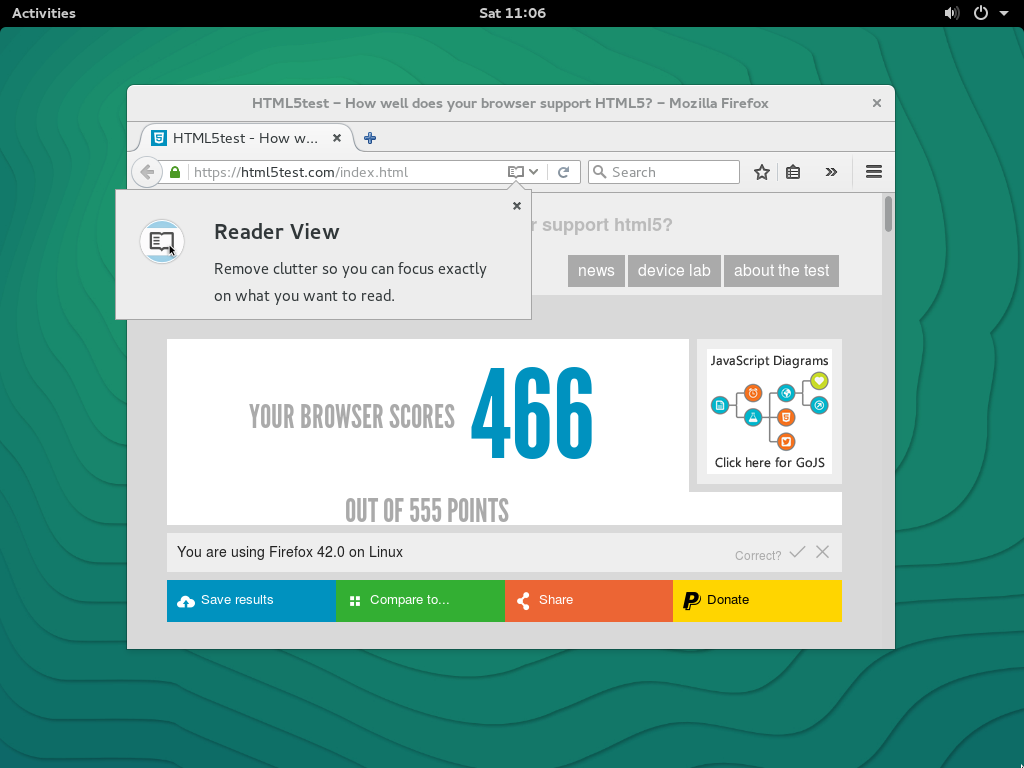 Activities
Sat 11:06
HTML5test – How well does your browser support HTML5? – Mozilla Firefox
HTML5test - How w...
https://html5test.com/index.html
Search
Reader View
Remove clutter so you can focus exactly
on what you want to read.
support html5?
news
device lab
about the test
YOUR BROWSER SCORES 466
OUT OF 555 POINTS
JavaScript Diagrams
Click here for GoJS
You are using Firefox 42.0 on Linux
Correct?
Save results
Compare to...
Share
Donate